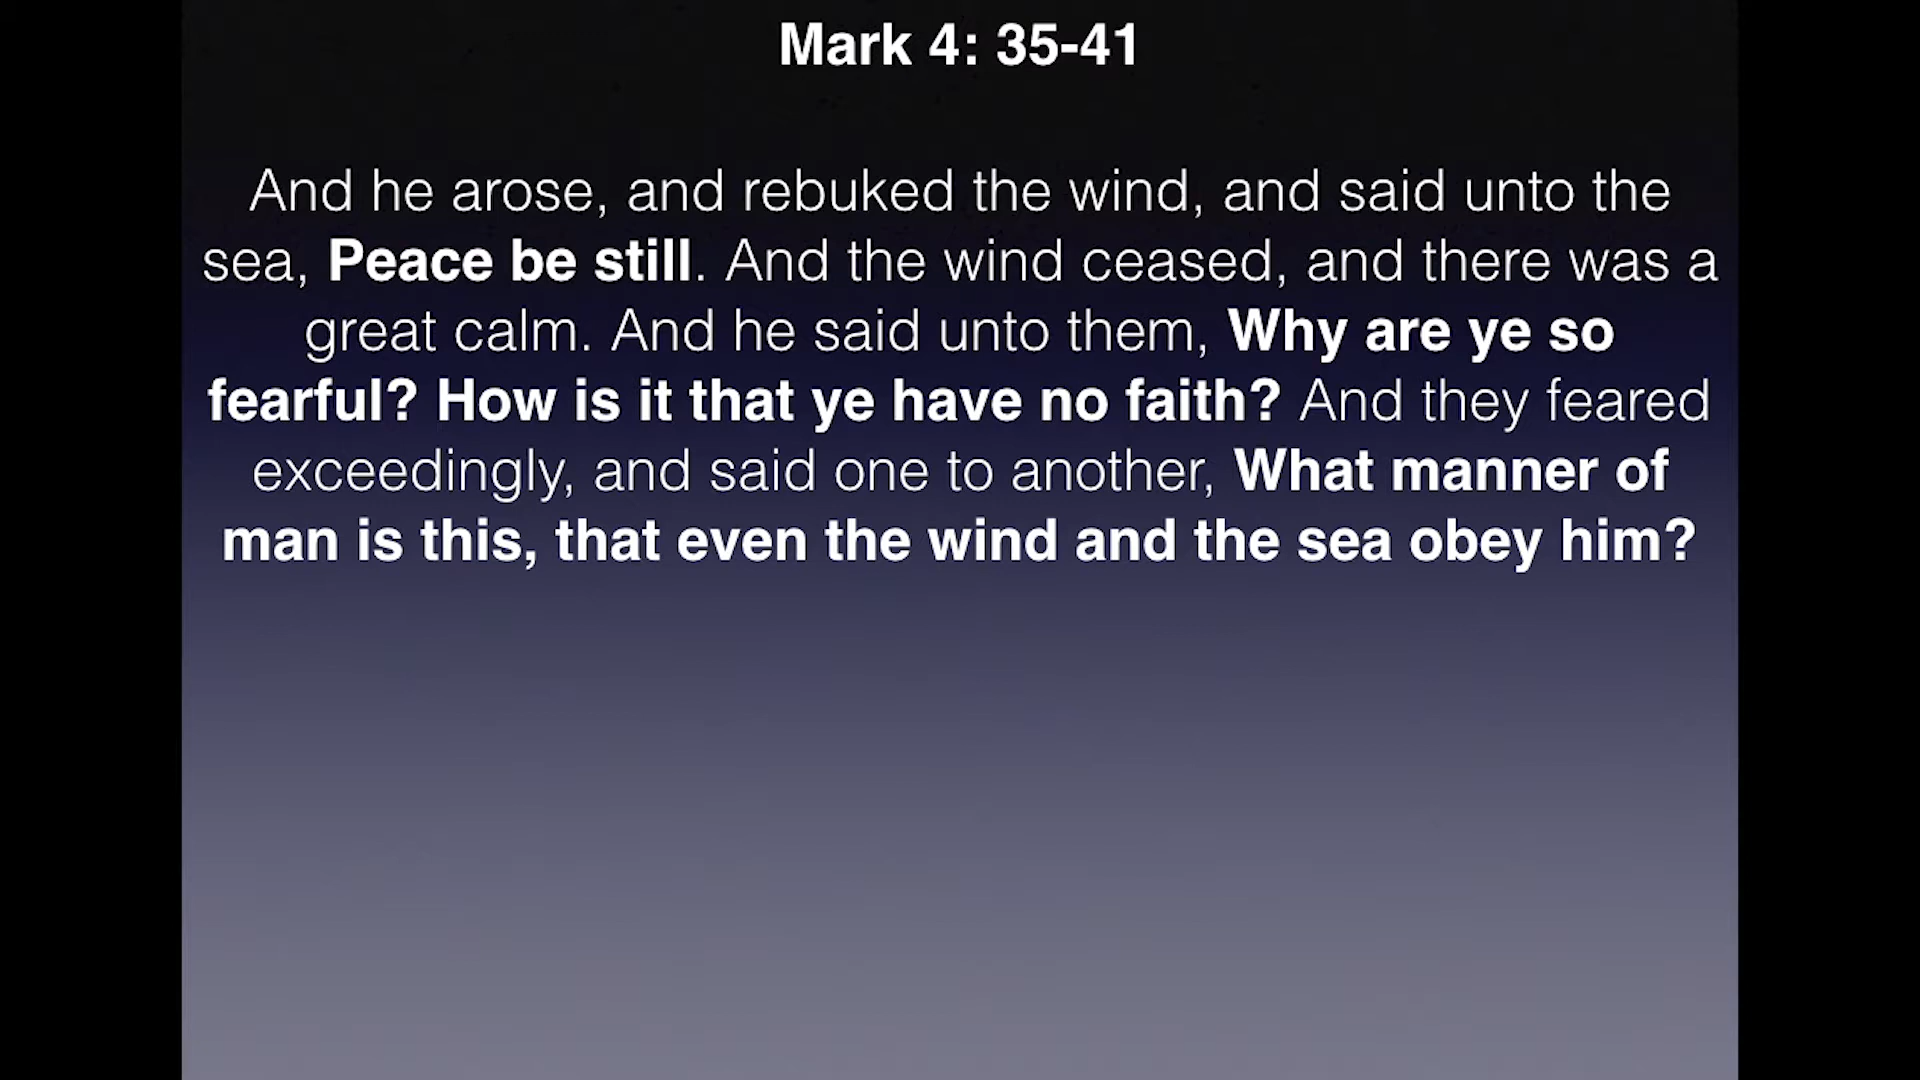 Mark 4: 35-41
And he arose, and rebuked the wind, and said unto the
sea, Peace be still. And the wind ceased, and there was a
great calm. And he said unto them, Why are ye so
fearful? How is it that ye have no faith? And they feared
exceedingly, and said one to another, What manner of
man is this, that even the wind and the sea obey him?